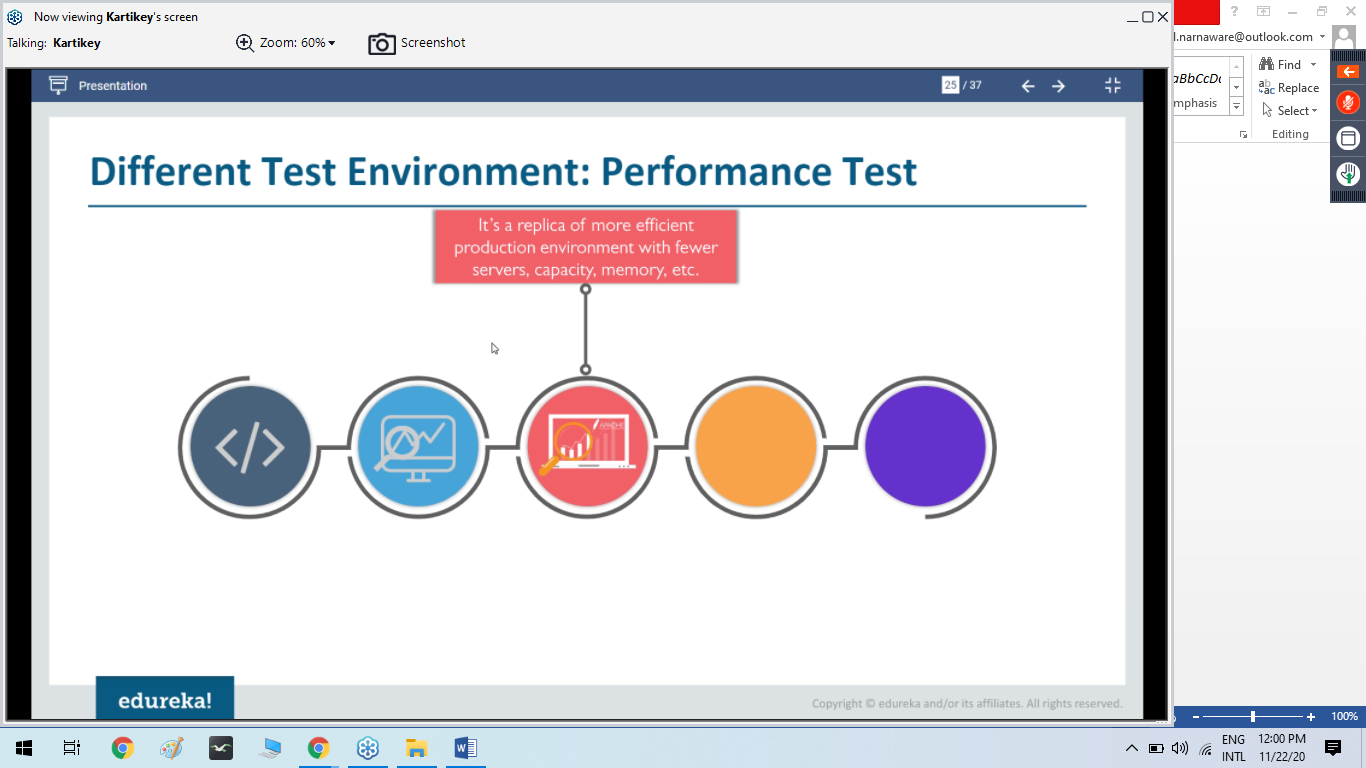 Now viewing Kartikey's screen
Talking: Kartikey
Zoom: 60%
Screenshot
l.narnaware@outlook.com
Find
Replace
Select
Editing
mphasis
Presentation
25 / 37
Different Test Environment: Performance Test
It's a replica of more efficient
production environment with fewer
servers, capacity, memory, etc.
</>
APACHE
edureka!
Copyright © edureka and/or its affiliates. All rights reserved.
100%
ENG
INTL
12:00 PM
11/22/20